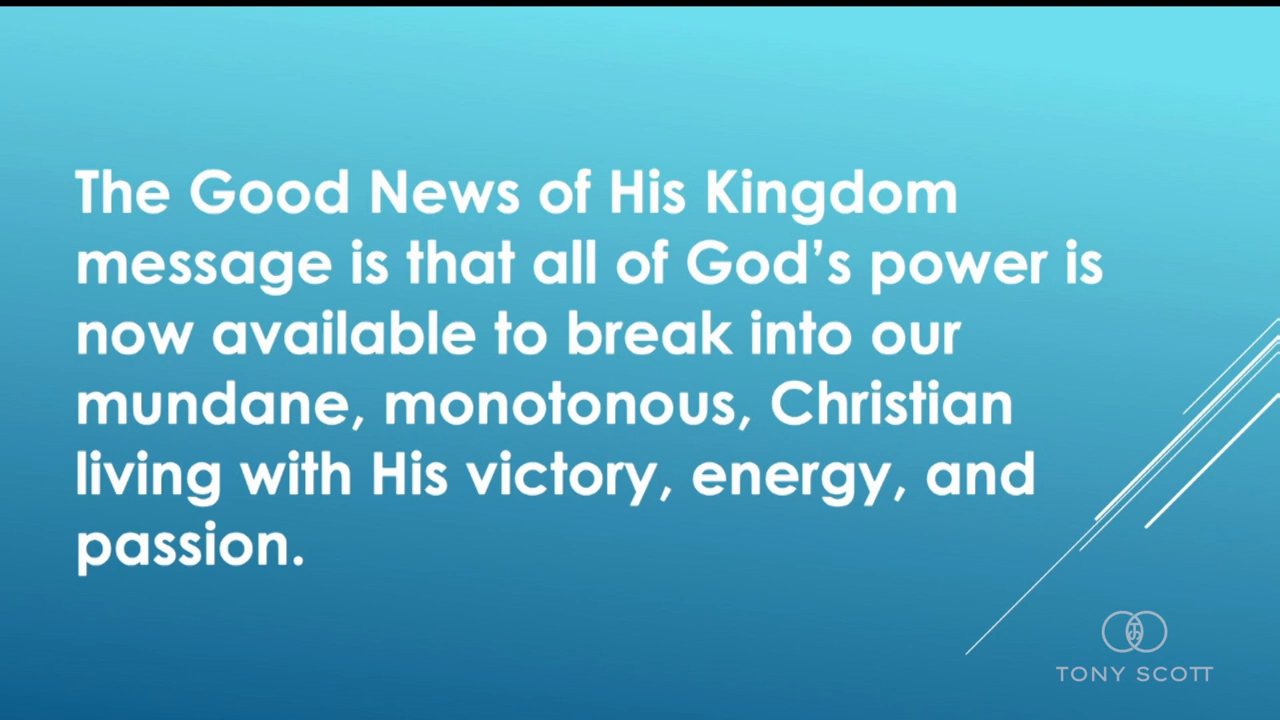 The Good News of His Kingdom
message is that all of God’s power is
now available to break into our
mundane, monotonous, Christian
living with His victory, energy, and
passion.
TS
TONY SCOTT